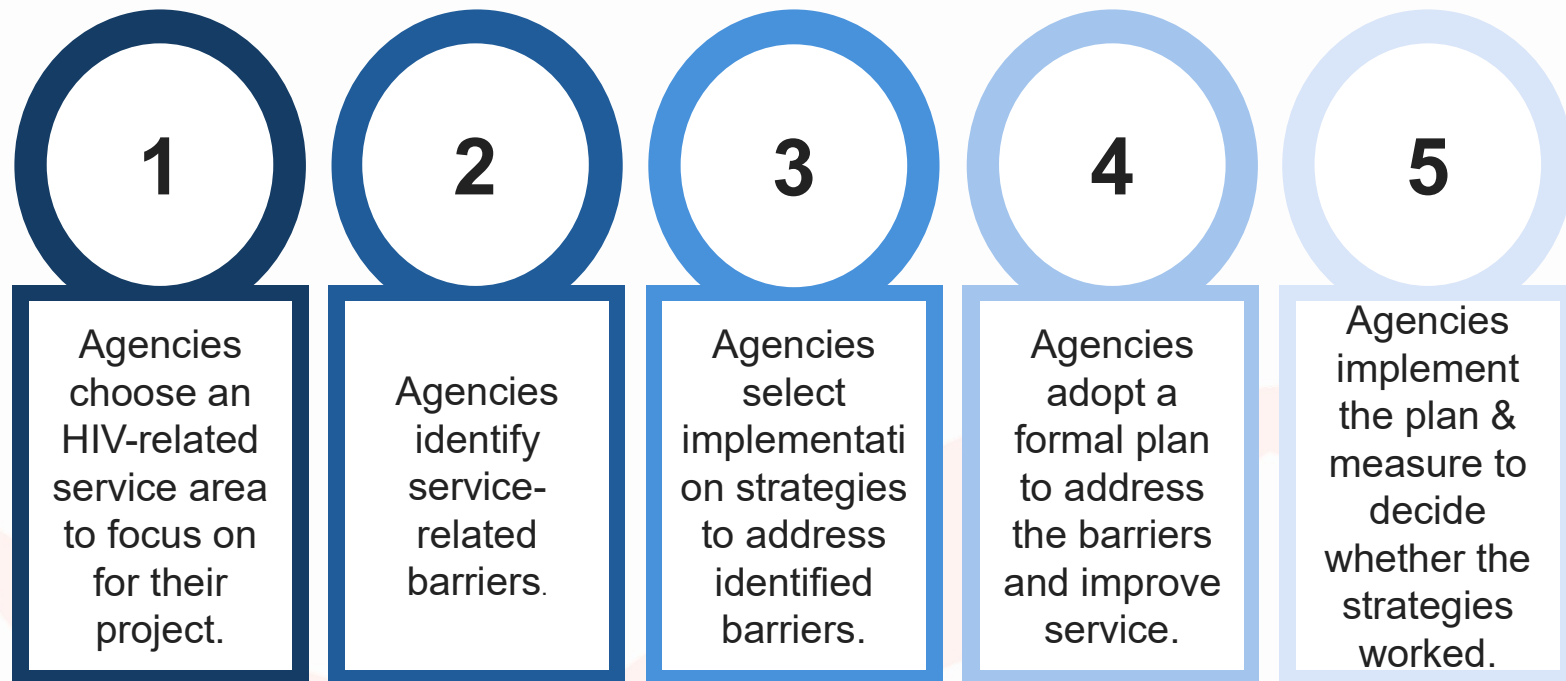 1
Agencies
choose an
HIV-related
service area
to focus on
for their
project.
2
Agencies
identify
service-
related
barriers.
3
Agencies
select
implementati
on strategies
to address
identified
barriers.
4
Agencies
adopt a
formal plan
to address
the barriers
and improve
service.
5
Agencies
implement
the plan &
measure to
decide
whether the
strategies
worked.